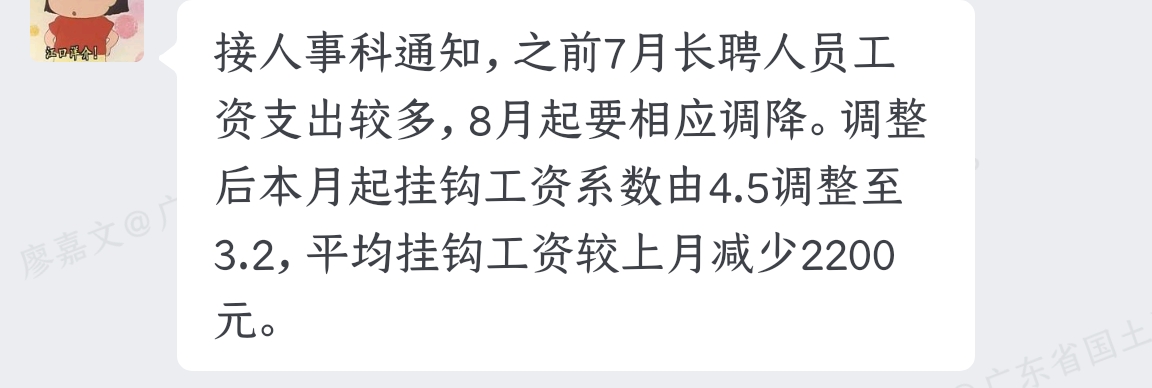 江口洋介!
接人事科通知，之前7月长聘人员工
资支出较多，8月起要相应调降。调整
后本月起挂钩工资系数由4.5调整至
3.2，平均挂钩工资较上月减少2200
元。
廖嘉文@广
@广东省国土